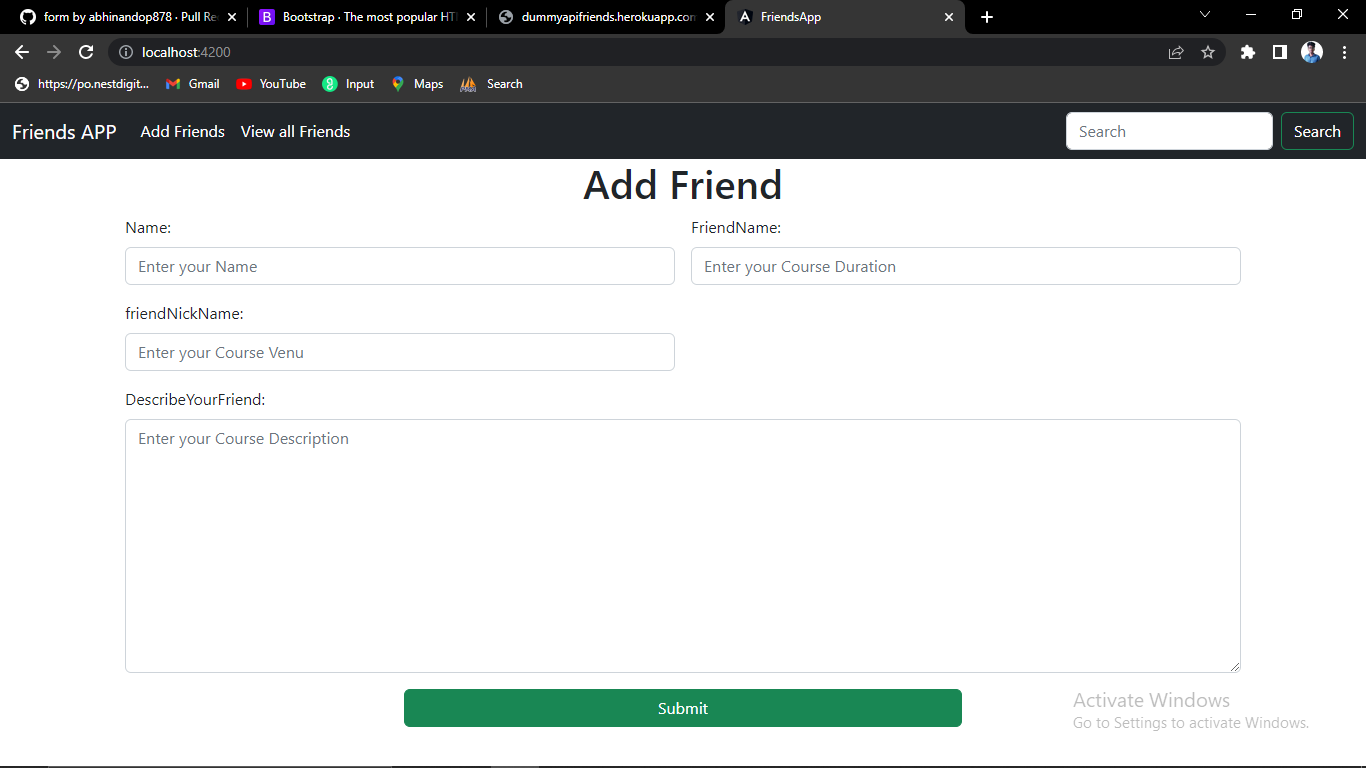 form by abhinandop878 · Pull Re
Bootstrap · The most popular HT
dummyapifriends.herokuapp.com
FriendsApp
localhost:4200
https://po.nestdigit...
Gmail
YouTube
Input
Maps
Search
Friends APP
Add Friends
View all Friends
Search
Search
Add Friend
Name:
FriendName:
Enter your Name
Enter your Course Duration
friendNickName:
Enter your Course Venu
DescribeYourFriend:
Enter your Course Description
Submit
Activate Windows
Go to Settings to activate Windows.